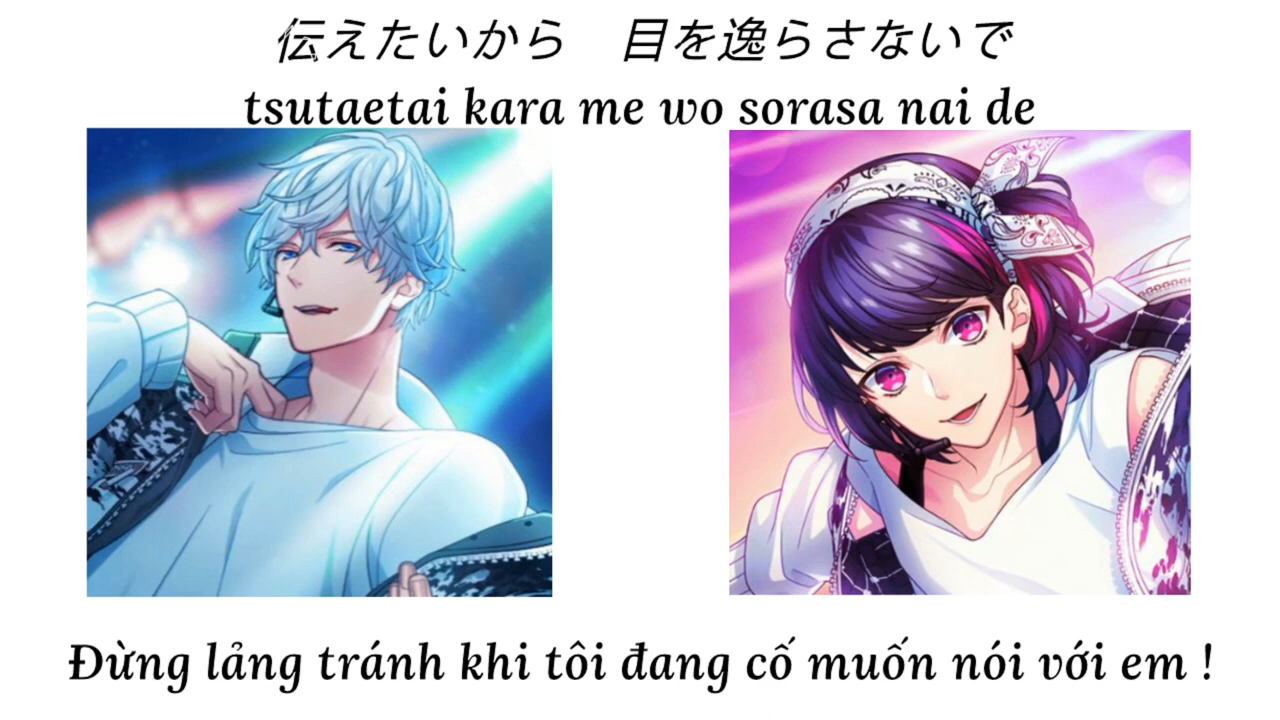 伝えたいから　目を逸らさないで
tsutaetai kara me wo sorasa nai de
Đừng lảng tránh khi tôi đang cố muốn nói với em !